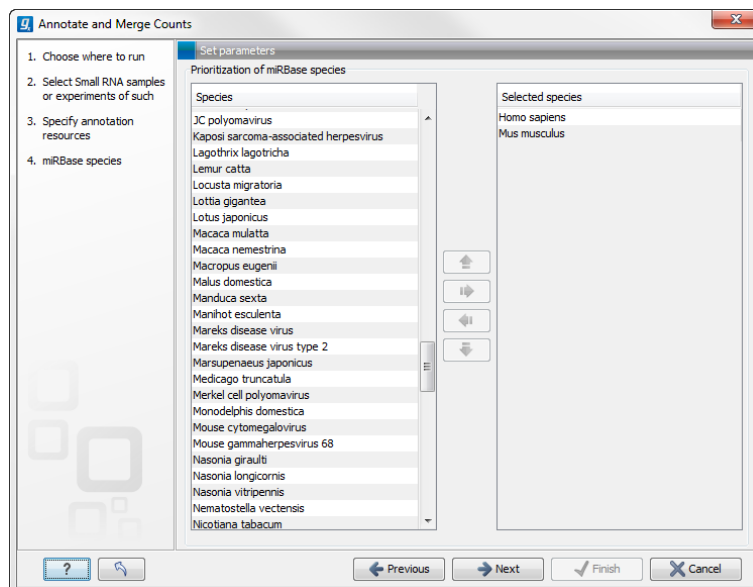 Annotate and Merge Counts
1. Choose where to run
2. Select Small RNA samples
or experiments of such
3. Specify annotation
resources
4. miRBase species
Set parameters
Prioritization of miRBase species
Species
JC polyomavirus
Kaposi sarcoma-associated herpesvirus
Lagothrix lagotricha
Lemur catta
Locusta migratoria
Lottia gigantea
Lotus japonicus
Macaca mulatta
Macaca nemestrina
Macropus eugenii
Malus domestica
Manduca sexta
Manihot esculenta
Mareks disease virus
Mareks disease virus type 2
Marsupenaeus japonicus
Medicago truncatula
Merkel cell polyomavirus
Monodelphis domestica
Mouse cytomegalovirus
Mouse gammaherpesvirus 68
Nasonia giraulti
Nasonia longicornis
Nasonia vitripennis
Nematostella vectensis
Nicotiana tabacum
Selected species
Homo sapiens
Mus musculus
?
Previous
Next
Finish
Cancel